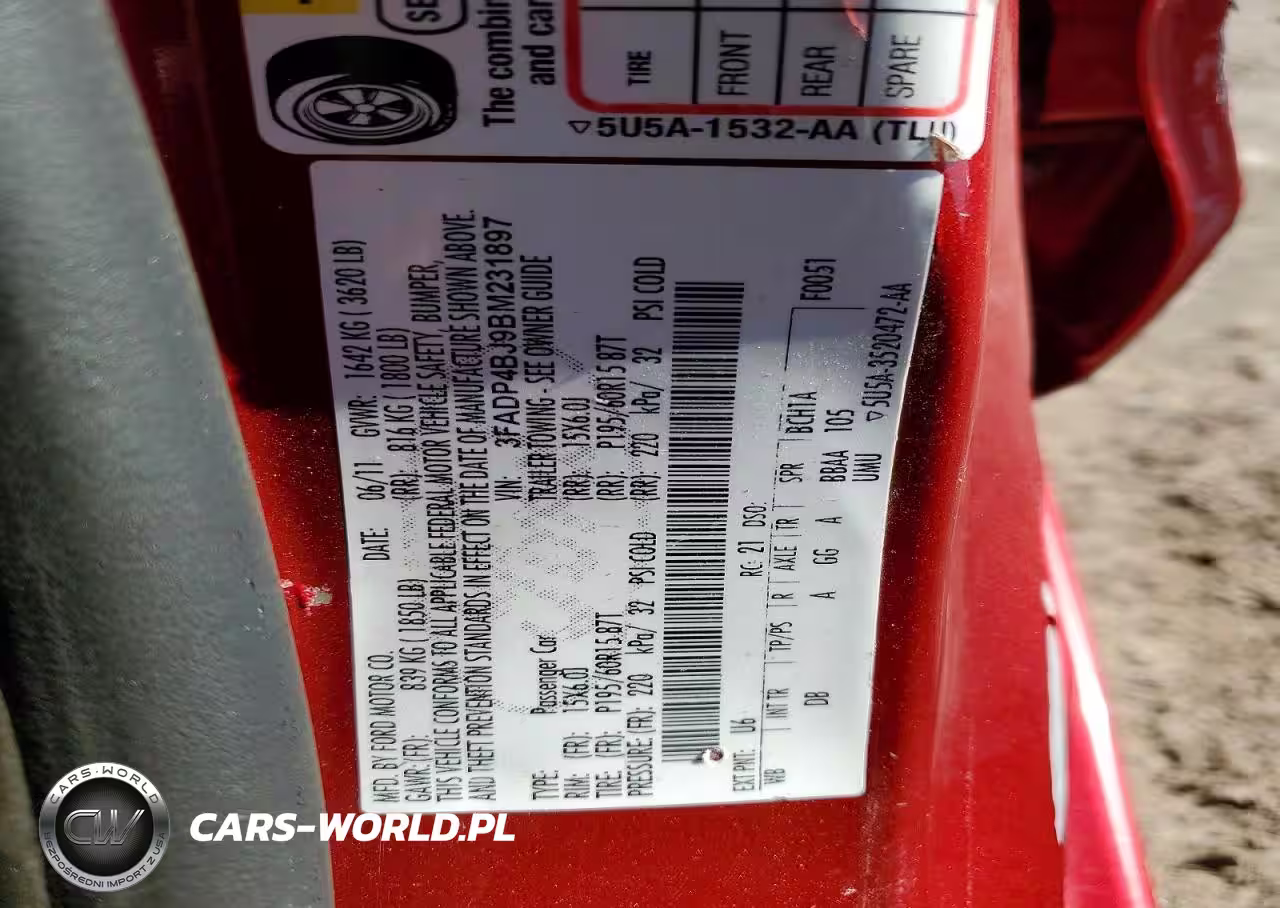 SE
The combin
and car
TIRE
FRONT
REAR
SPARE
5U5A-1532-AA (TLU)
MFD. BY FORD MOTOR CO. DATE: 06/11 GVWR: 1642 KG ( 3620 LB)
GAWR: (FR): 839 KG ( 1850 LB) (RR): 816 KG ( 1800 LB)
THIS VEHICLE CONFORMS TO ALL APPLICABLE FEDERAL MOTOR VEHICLE SAFETY, BUMPER,
AND THEFT PREVENTION STANDARDS IN EFFECT ON THE DATE OF MANUFACTURE SHOWN ABOVE.
VIN: 3FADP4BJ9BM231897
TYPE: Passenger Car TRAILER TOWING - SEE OWNER GUIDE
RIM: (FR): 15X6.0J (RR): 15X6.0J
TIRE: (FR): P195/60R15 87T (RR): P195/60R15 87T
PRESSURE: (FR): 220 kPa/ 32 PSI COLD (RR): 220 kPa/ 32 PSI COLD
EXT PNT: U6 RC: 21 DSO: F0051
WB INT TR TP/PS R AXLE TR SPR BCH1A
DB A GG A BBAA 105
UMU
5U5A-3520472-AA
CARS-WORLD
CW
BEZPOŚREDNI IMPORT Z USA
CARS-WORLD.PL